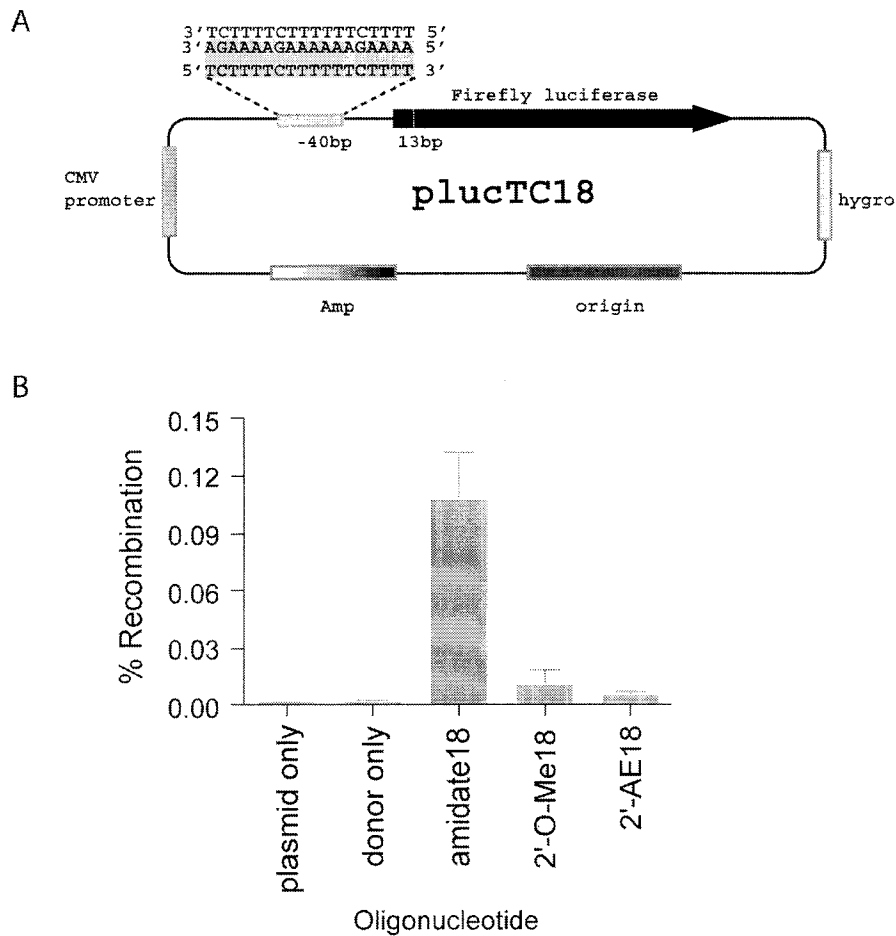 A
3'TCTTTTCTTTTTTCTTTT 5'
3'AGAAAAGAAAAAAGAAAA 5'
5'TCTTTTCTTTTTTCTTTT 3'
Firefly luciferase
-40bp 13bp
CMV
promoter
plucTC18
hygro
Amp origin
B
% Recombination
0.15
0.12
0.09
0.06
0.03
0.00
plasmid only
donor only
amidate18
2'-O-Me18
2'-AE18
Oligonucleotide